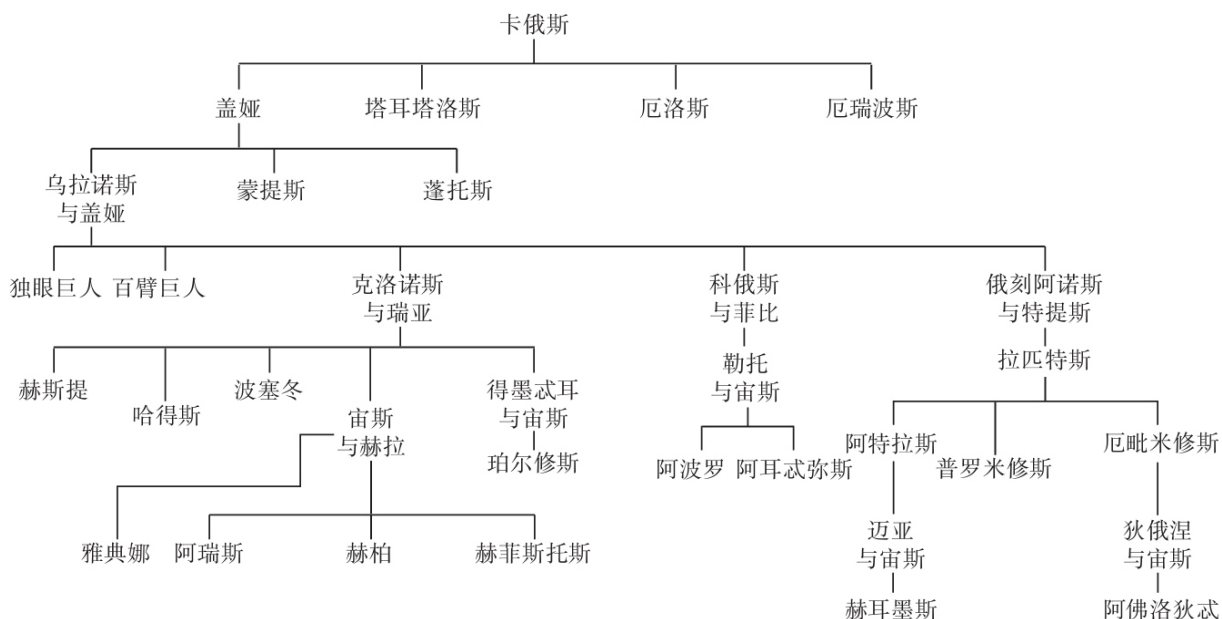 卡俄斯
盖娅 塔耳塔洛斯 厄洛斯 厄瑞波斯
乌拉诺斯
与盖娅
蒙提斯 蓬托斯
独眼巨人 百臂巨人
克洛诺斯
与瑞亚
科俄斯
与菲比
俄刻阿诺斯
与特提斯
赫斯提
哈得斯
波塞冬
宙斯
与赫拉
得墨忒耳
与宙斯
珀尔修斯
勒托
与宙斯
拉匹特斯
阿波罗 阿耳忒弥斯
阿特拉斯
普罗米修斯
厄毗米修斯
雅典娜 阿瑞斯 赫柏 赫菲斯托斯
迈亚
与宙斯
狄俄涅
与宙斯
赫耳墨斯
阿佛洛狄忒